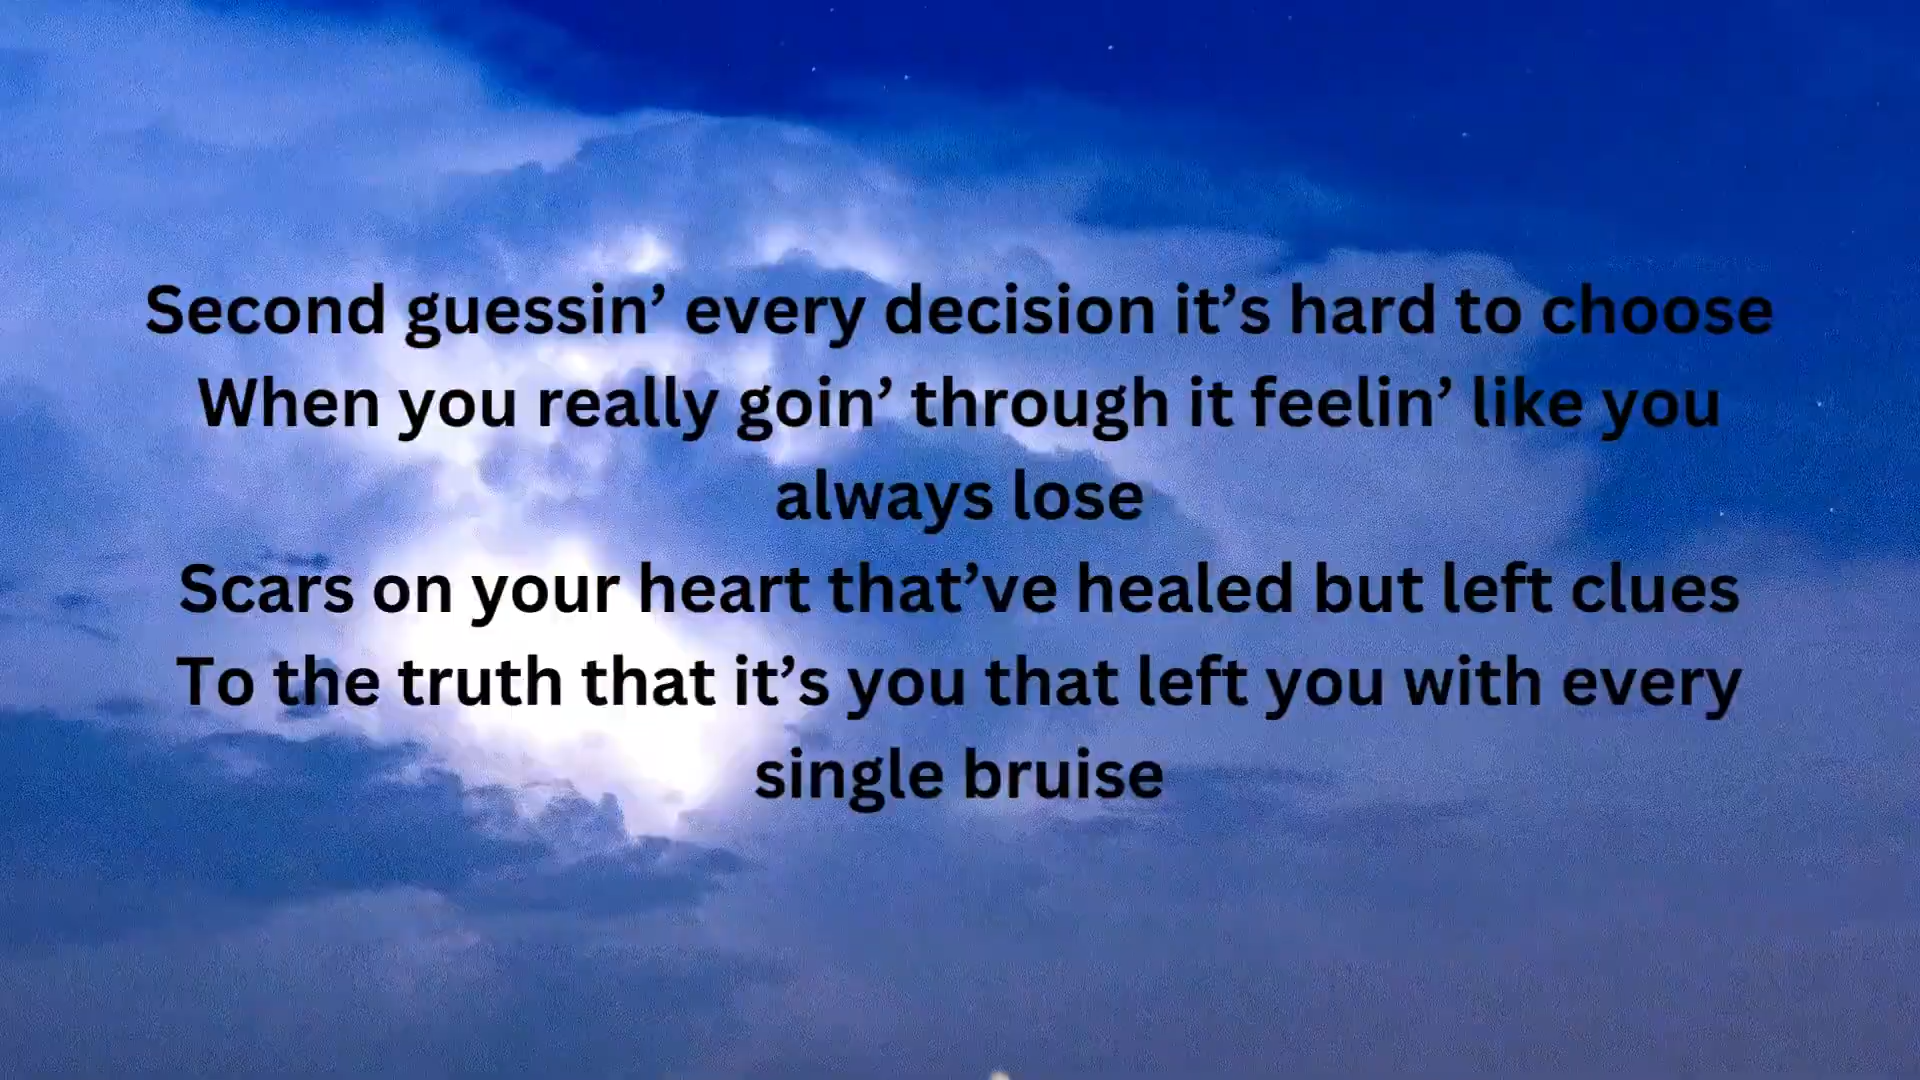 Second guessin’ every decision it’s hard to choose
When you really goin’ through it feelin’ like you
always lose
Scars on your heart that’ve healed but left clues
To the truth that it’s you that left you with every
single bruise